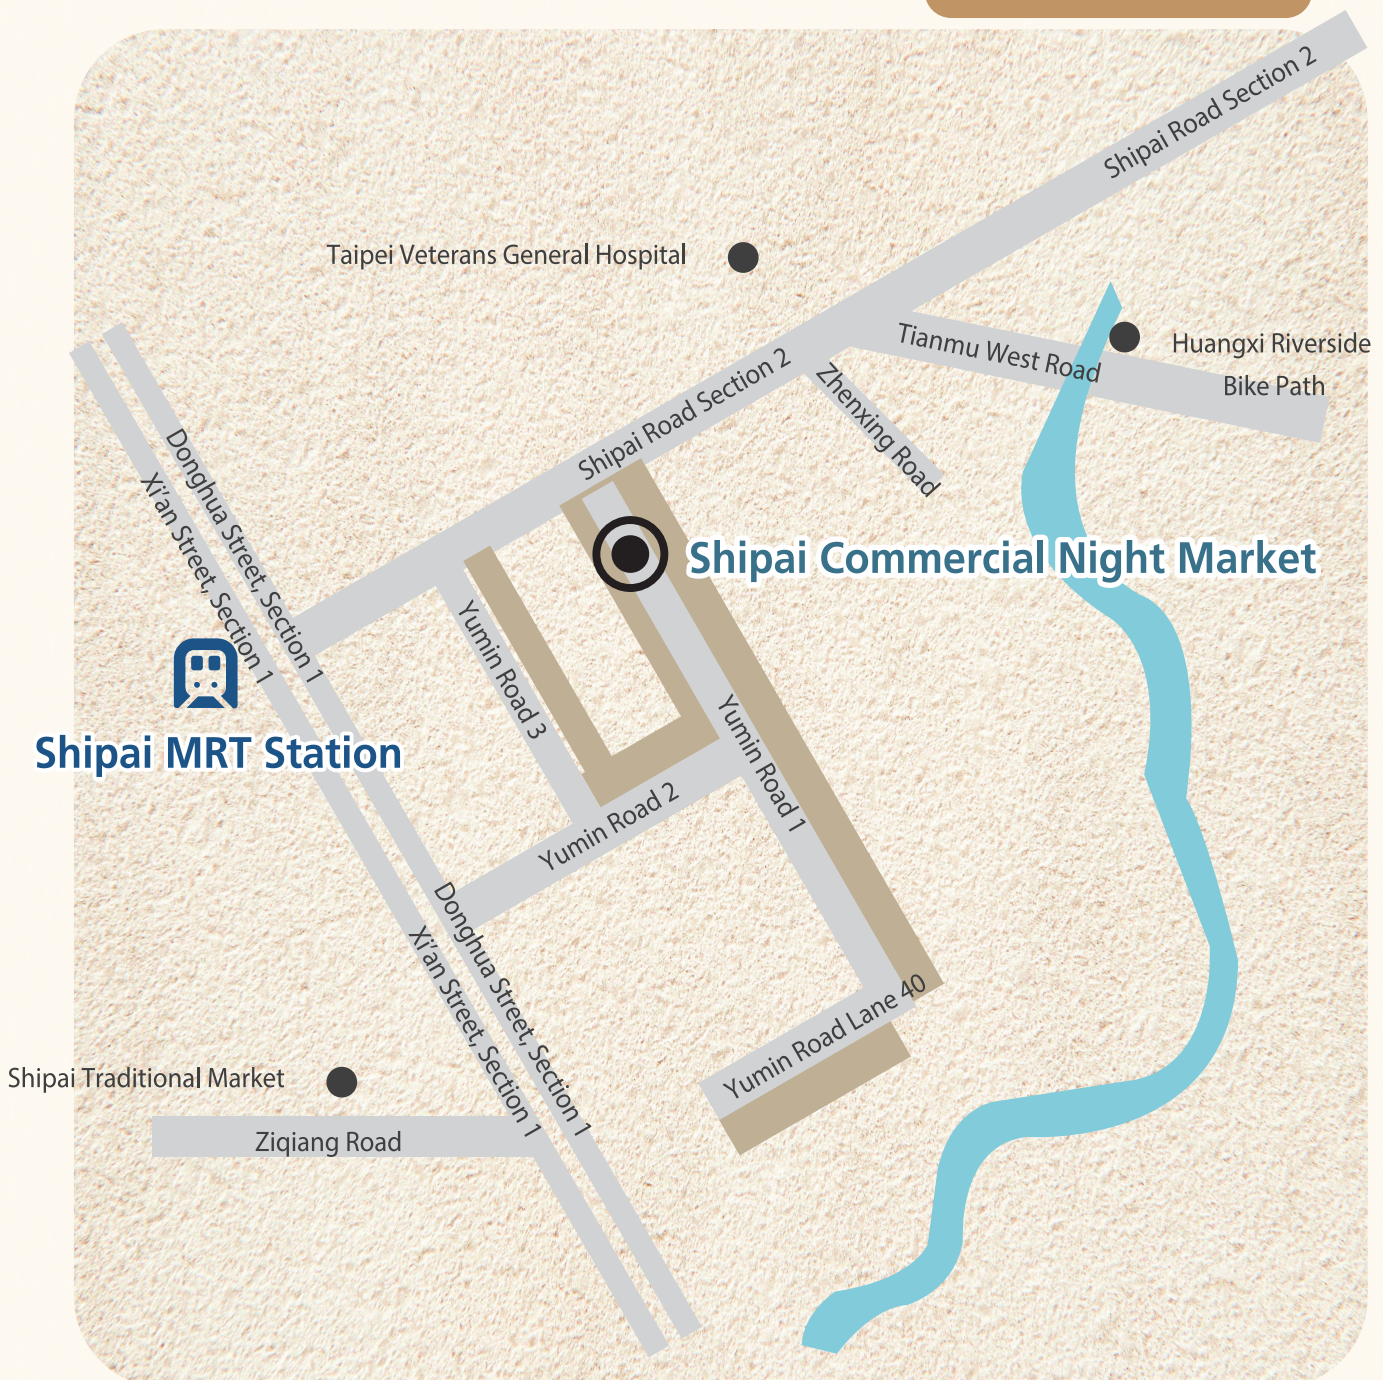 Shipai Road Section 2
Taipei Veterans General Hospital
Tianmu West Road
Huangxi Riverside
Bike Path
Shipai Road Section 2
Zhenxing Road
Donghua Street, Section 1
Xi’an Street, Section 1
Shipai Commercial Night Market
Yumin Road 3
Shipai MRT Station
Yumin Road 1
Yumin Road 2
Donghua Street, Section 1
Xi’an Street, Section 1
Yumin Road Lane 40
Shipai Traditional Market
Ziqiang Road